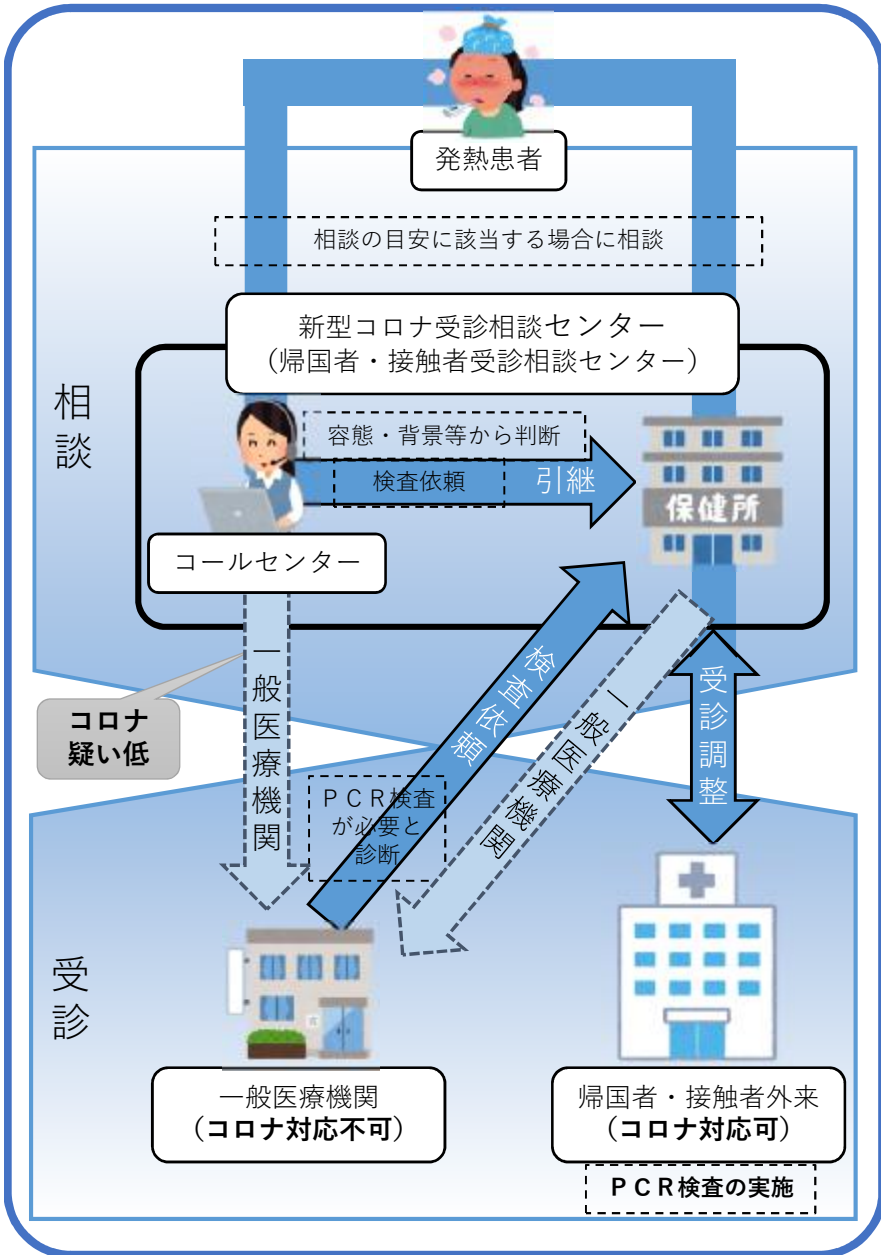 発熱患者
相談の目安に該当する場合に相談
新型コロナ受診相談センター
（帰国者・接触者受診相談センター）
相談
容態・背景等から判断
検査依頼
引継
保健所
コールセンター
一般医療機関
コロナ
疑い低
検査依頼
一般医療機関
受診調整
ＰＣＲ検査
が必要と
診断
受診
一般医療機関
（コロナ対応不可）
帰国者・接触者外来
（コロナ対応可）
ＰＣＲ検査の実施